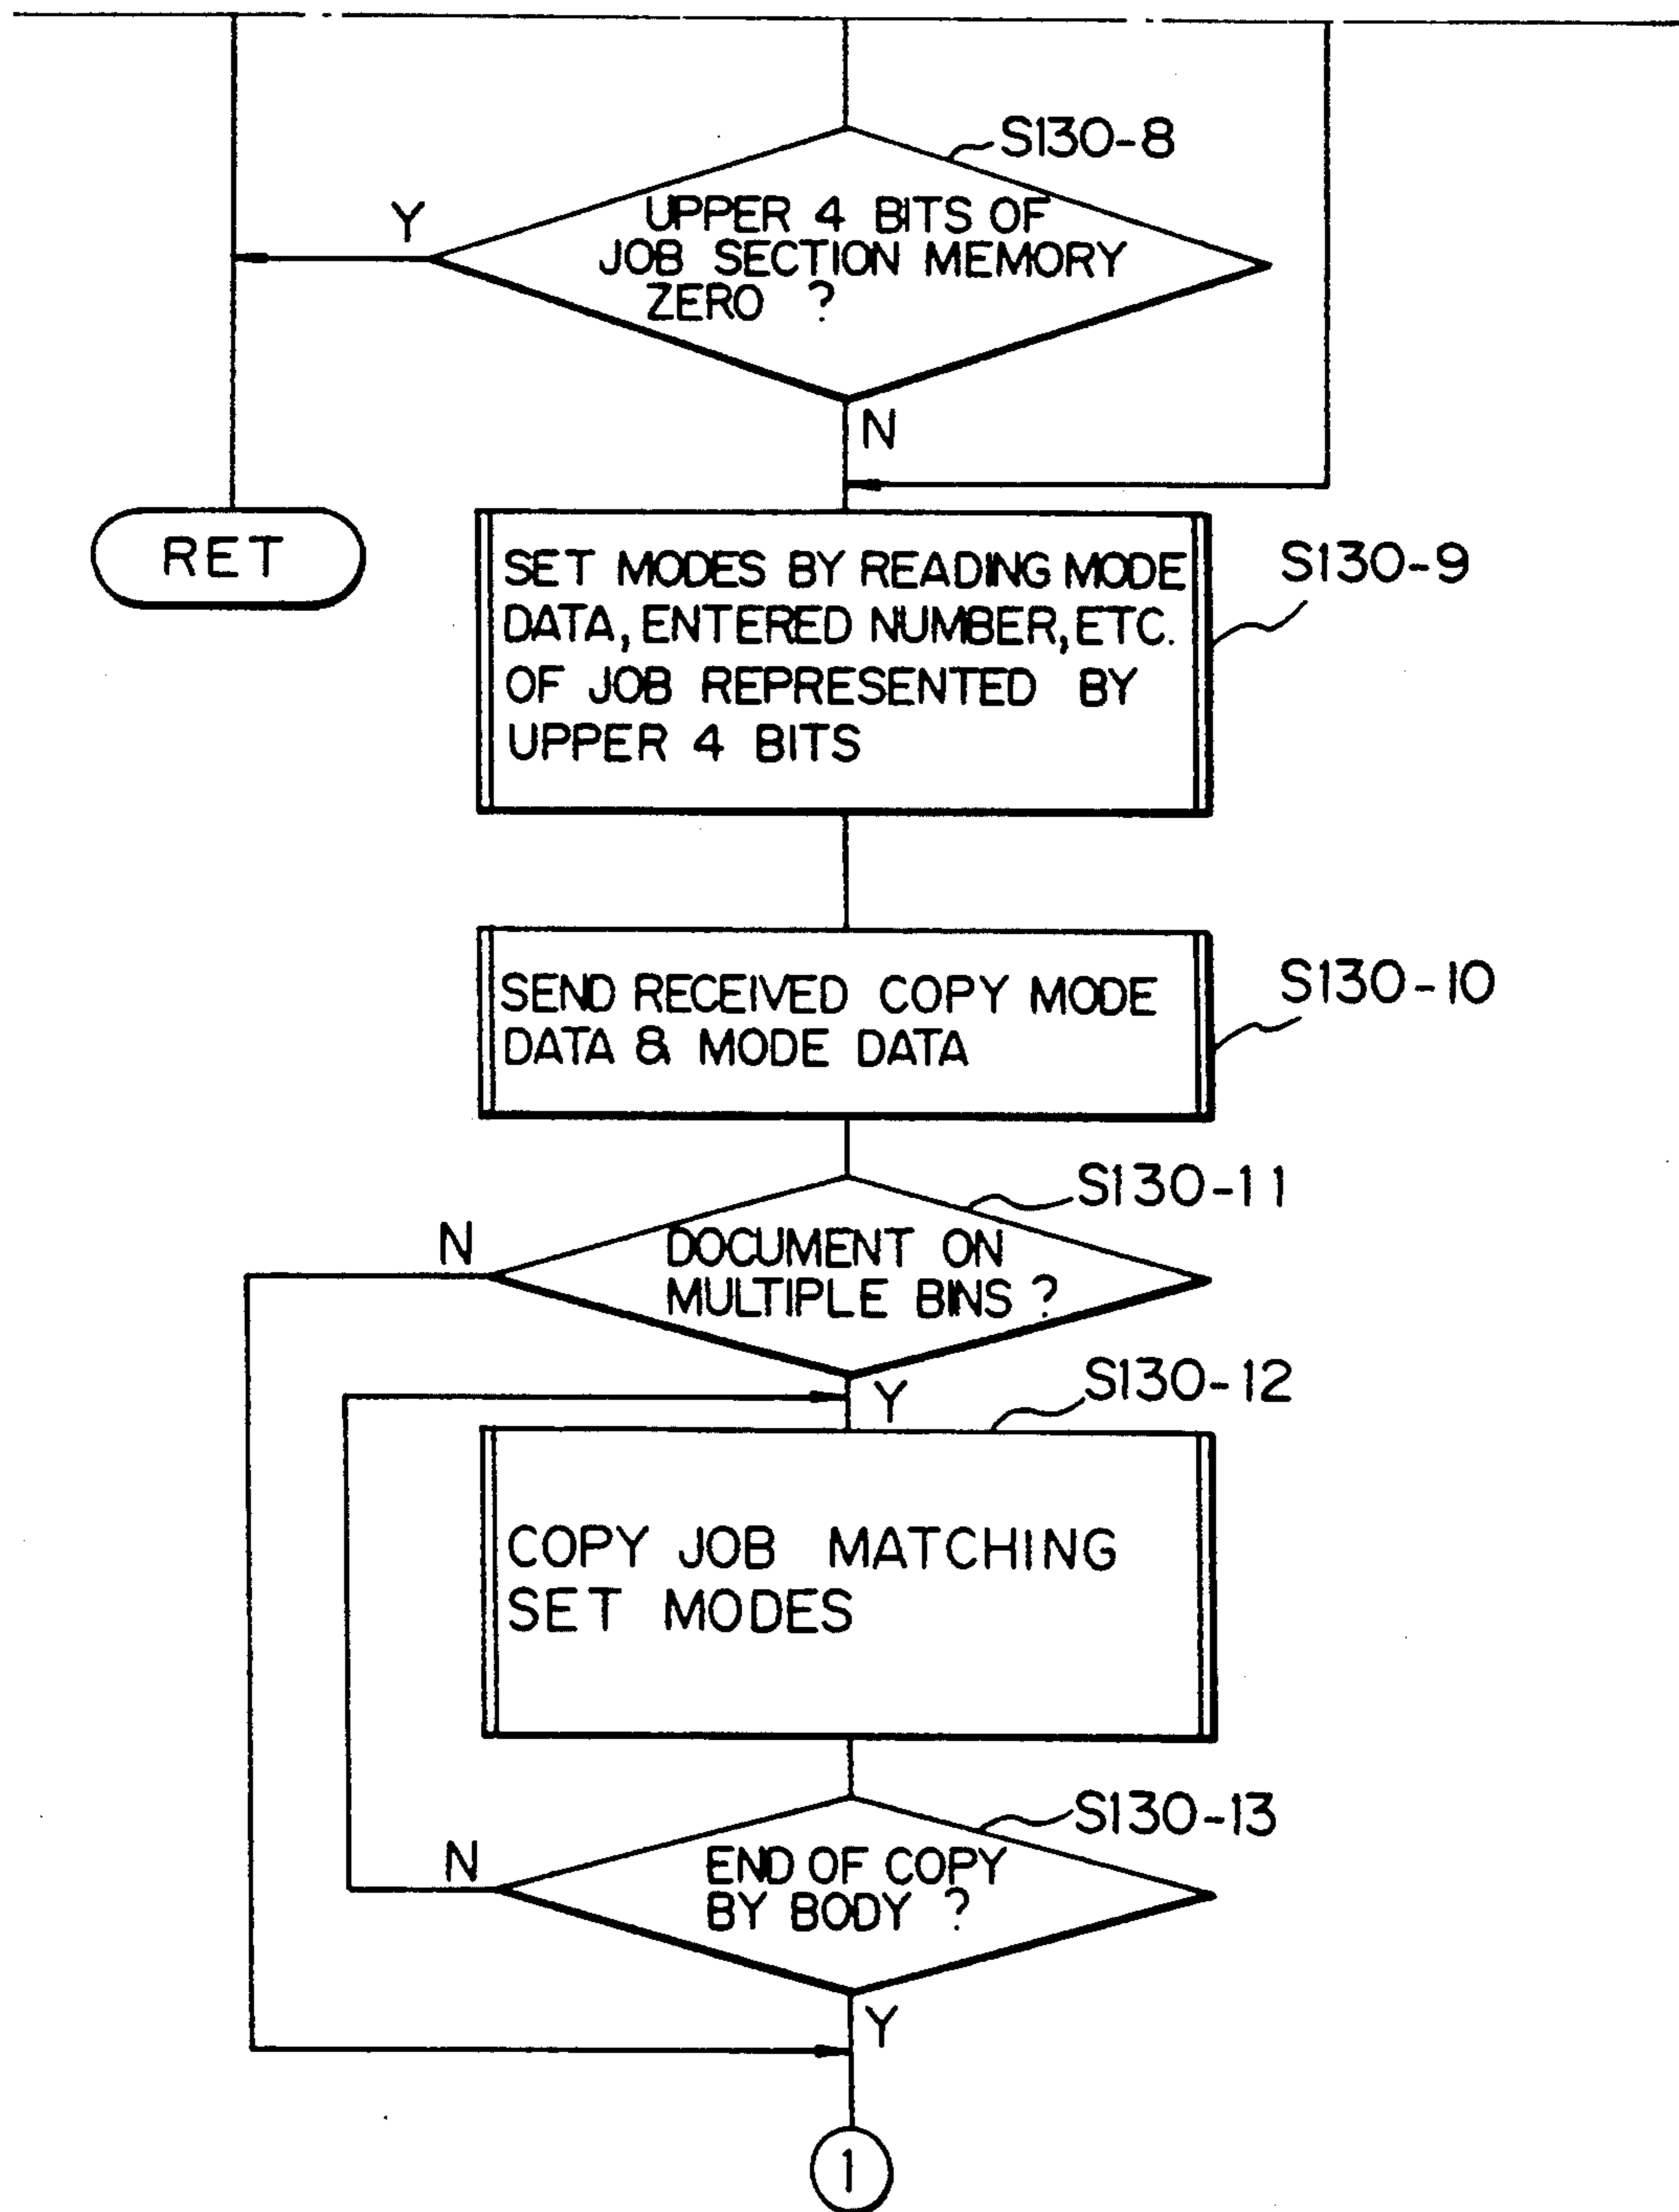 S130-8
Y
UPPER 4 BITS OF
JOB SECTION MEMORY
ZERO ?
N
RET
SET MODES BY READING MODE
DATA, ENTERED NUMBER, ETC.
OF JOB REPRESENTED BY
UPPER 4 BITS
S130-9
SEND RECEIVED COPY MODE
DATA & MODE DATA
S130-10
S130-11
N
DOCUMENT ON
MULTIPLE BINS ?
Y
S130-12
COPY JOB MATCHING
SET MODES
S130-13
N
END OF COPY
BY BODY ?
Y
1